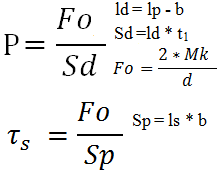 P = Fo / Sd
ld = lp - b
Sd = ld * t₁
Fo = 2 * Mk / d
τₛ = Fo / Sp
Sp = ls * b